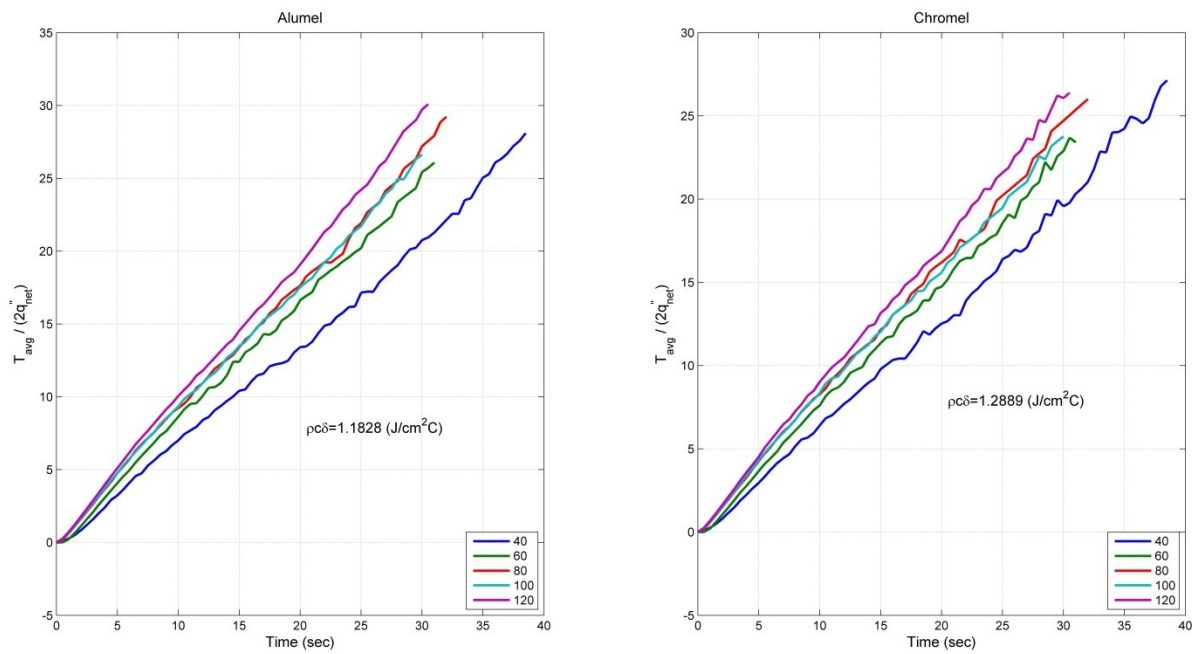 Alumel
35
30
25
20
15
10
5
0
-5
T_avg / (2q"_net)
ρcδ=1.1828 (J/cm²C)
40
60
80
100
120
0 5 10 15 20 25 30 35 40
Time (sec)
Chromel
30
25
20
15
10
5
0
-5
T_avg / (2q"_net)
ρcδ=1.2889 (J/cm²C)
40
60
80
100
120
0 5 10 15 20 25 30 35 40
Time (sec)